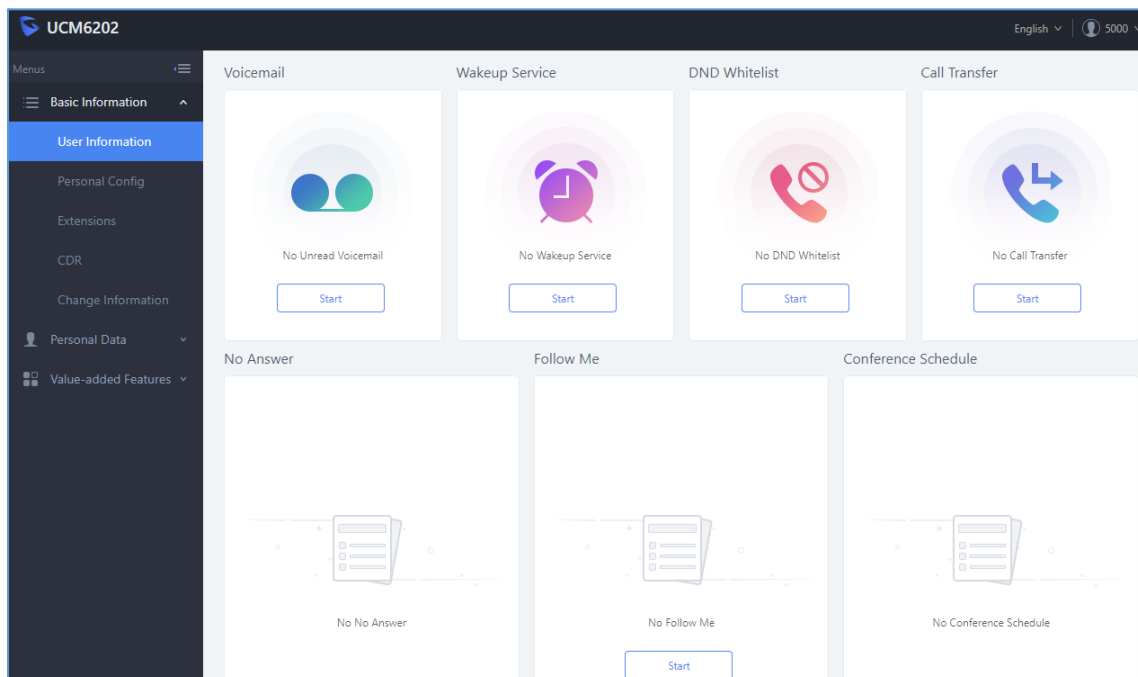 UCM6202
English
5000
Menus
Basic Information
User Information
Personal Config
Extensions
CDR
Change Information
Personal Data
Value-added Features
Voicemail
No Unread Voicemail
Start
Wakeup Service
No Wakeup Service
Start
DND Whitelist
No DND Whitelist
Start
Call Transfer
No Call Transfer
Start
No Answer
No No Answer
Follow Me
No Follow Me
Start
Conference Schedule
No Conference Schedule